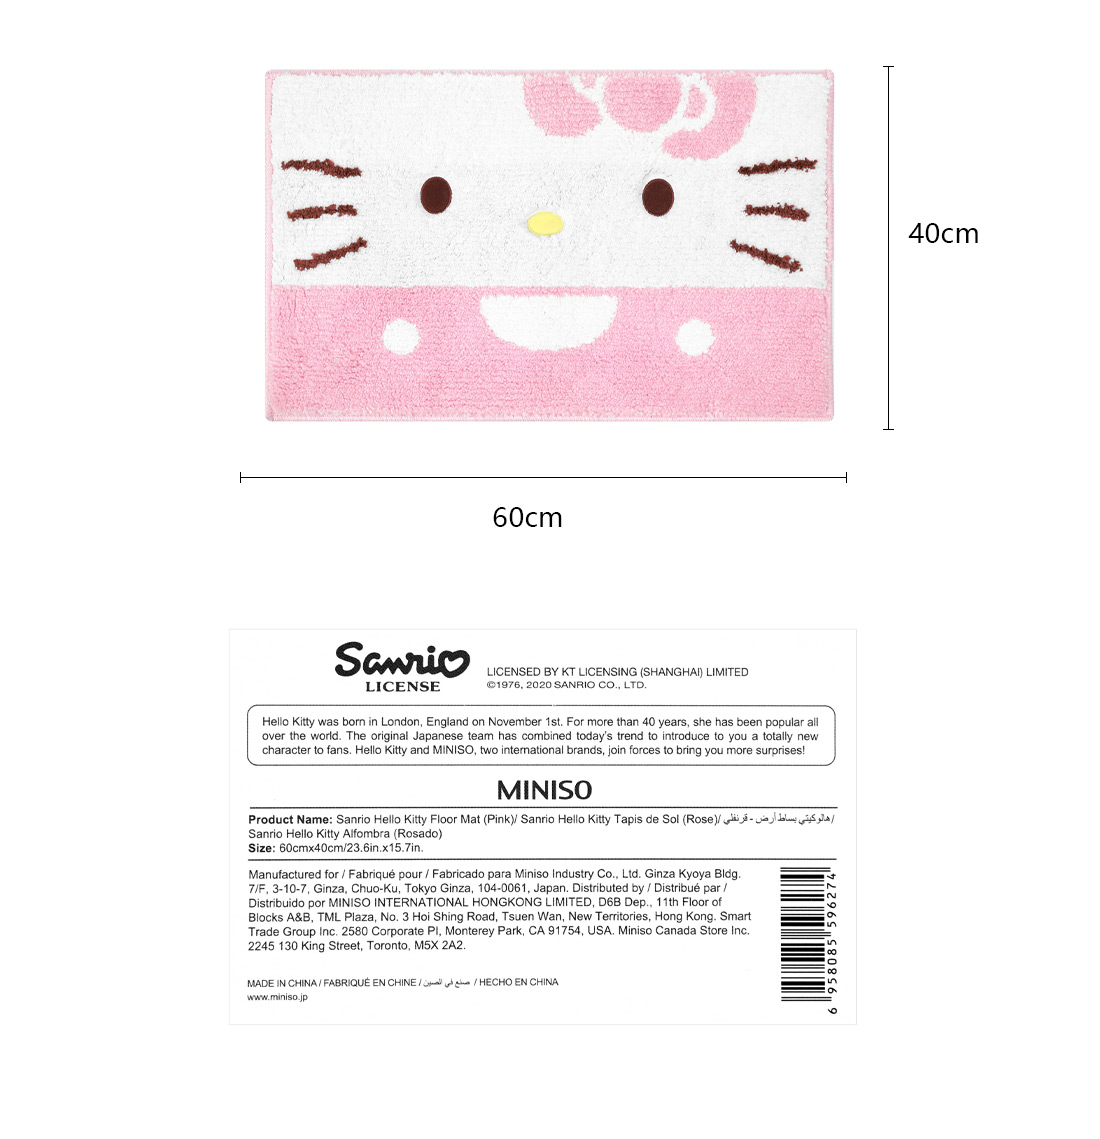 40cm
60cm
Sanrio
LICENSE
LICENSED BY KT LICENSING (SHANGHAI) LIMITED
©1976, 2020 SANRIO CO., LTD.
Hello Kitty was born in London, England on November 1st. For more than 40 years, she has been popular all
over the world. The original Japanese team has combined today's trend to introduce to you a totally new
character to fans. Hello Kitty and MINISO, two international brands, join forces to bring you more surprises!
MINISO
Product Name: Sanrio Hello Kitty Floor Mat (Pink)/ Sanrio Hello Kitty Tapis de Sol (Rose)/ هالوكيتي بساط أرض - قرنفلي/
Sanrio Hello Kitty Alfombra (Rosado)
Size: 60cmx40cm/23.6in.x15.7in.
Manufactured for / Fabriqué pour / Fabricado para Miniso Industry Co., Ltd. Ginza Kyoya Bldg.
7/F, 3-10-7, Ginza, Chuo-Ku, Tokyo Ginza, 104-0061, Japan. Distributed by / Distribué par /
Distribuido por MINISO INTERNATIONAL HONGKONG LIMITED, D6B Dep., 11th Floor of
Blocks A&B, TML Plaza, No. 3 Hoi Shing Road, Tsuen Wan, New Territories, Hong Kong. Smart
Trade Group Inc. 2580 Corporate Pl, Monterey Park, CA 91754, USA. Miniso Canada Store Inc.
2245 130 King Street, Toronto, M5X 2A2.
MADE IN CHINA / FABRIQUÉ EN CHINE / صنع في الصين / HECHO EN CHINA
www.miniso.jp
6 958085 596274